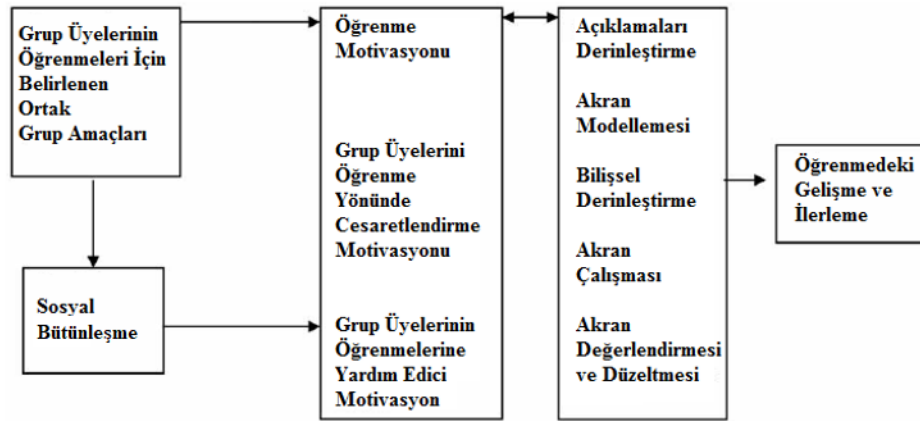 Grup Üyelerinin
Öğrenmeleri İçin
Belirlenen
Ortak
Grup Amaçları
Sosyal
Bütünleşme
Öğrenme
Motivasyonu
Grup Üyelerini
Öğrenme
Yönünde
Cesaretlendirme
Motivasyonu
Grup Üyelerinin
Öğrenmelerine
Yardım Edici
Motivasyon
Açıklamaları
Derinleştirme
Akran
Modellemesi
Bilişsel
Derinleştirme
Akran
Çalışması
Akran
Değerlendirmesi
ve Düzeltmesi
Öğrenmedeki
Gelişme ve
İlerleme